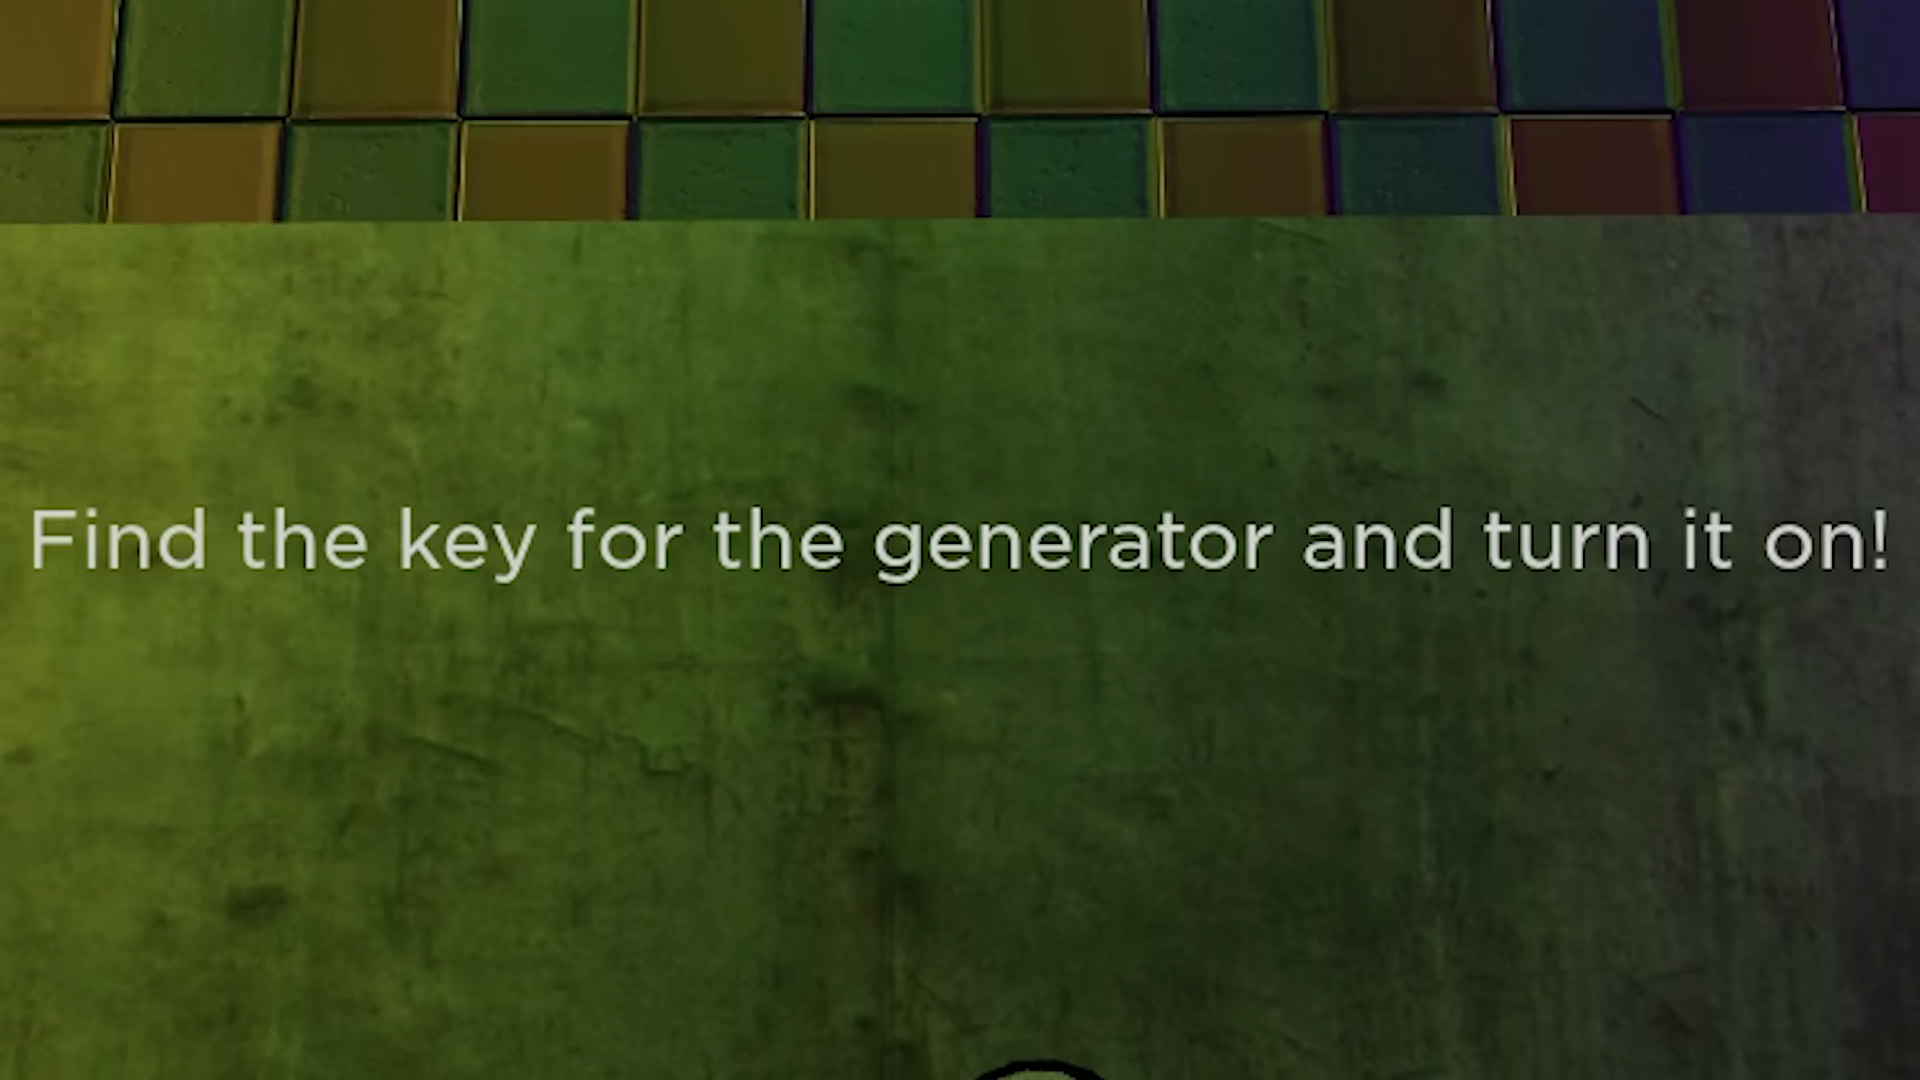 Find the key for the generator and turn it on!